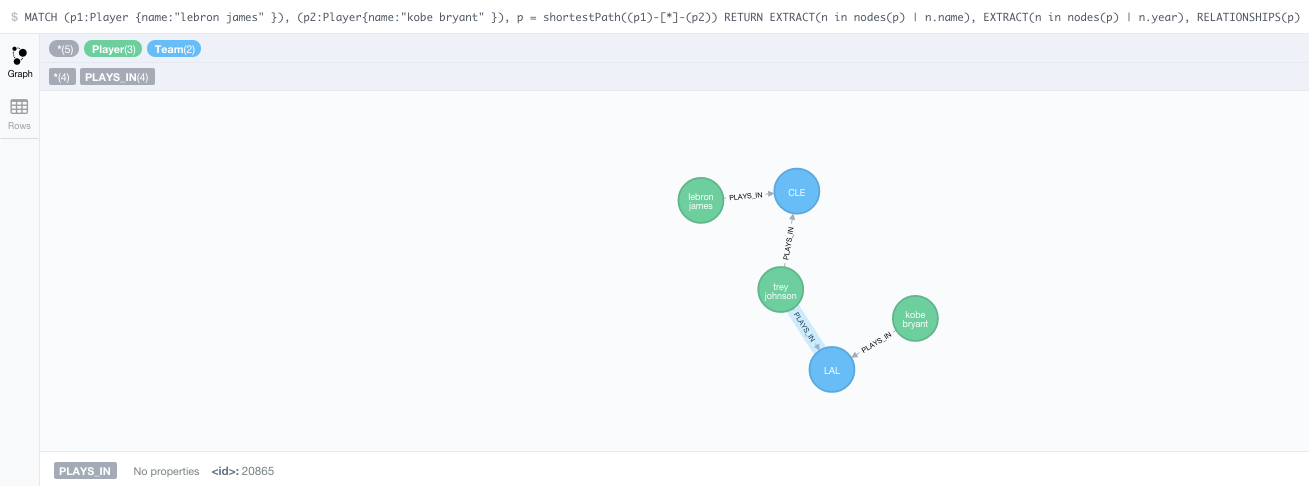 $ MATCH (p1:Player {name:"lebron james" }), (p2:Player{name:"kobe bryant" }), p = shortestPath((p1)-[*]-(p2)) RETURN EXTRACT(n in nodes(p) | n.name), EXTRACT(n in nodes(p) | n.year), RELATIONSHIPS(p)
*(5) Player(3) Team(2)
Graph
*(4) PLAYS_IN(4)
Rows
lebron
james
PLAYS_IN
CLE
PLAYS_IN
trey
johnson
PLAYS_IN
kobe
bryant
PLAYS_IN
LAL
PLAYS_IN No properties <id>: 20865